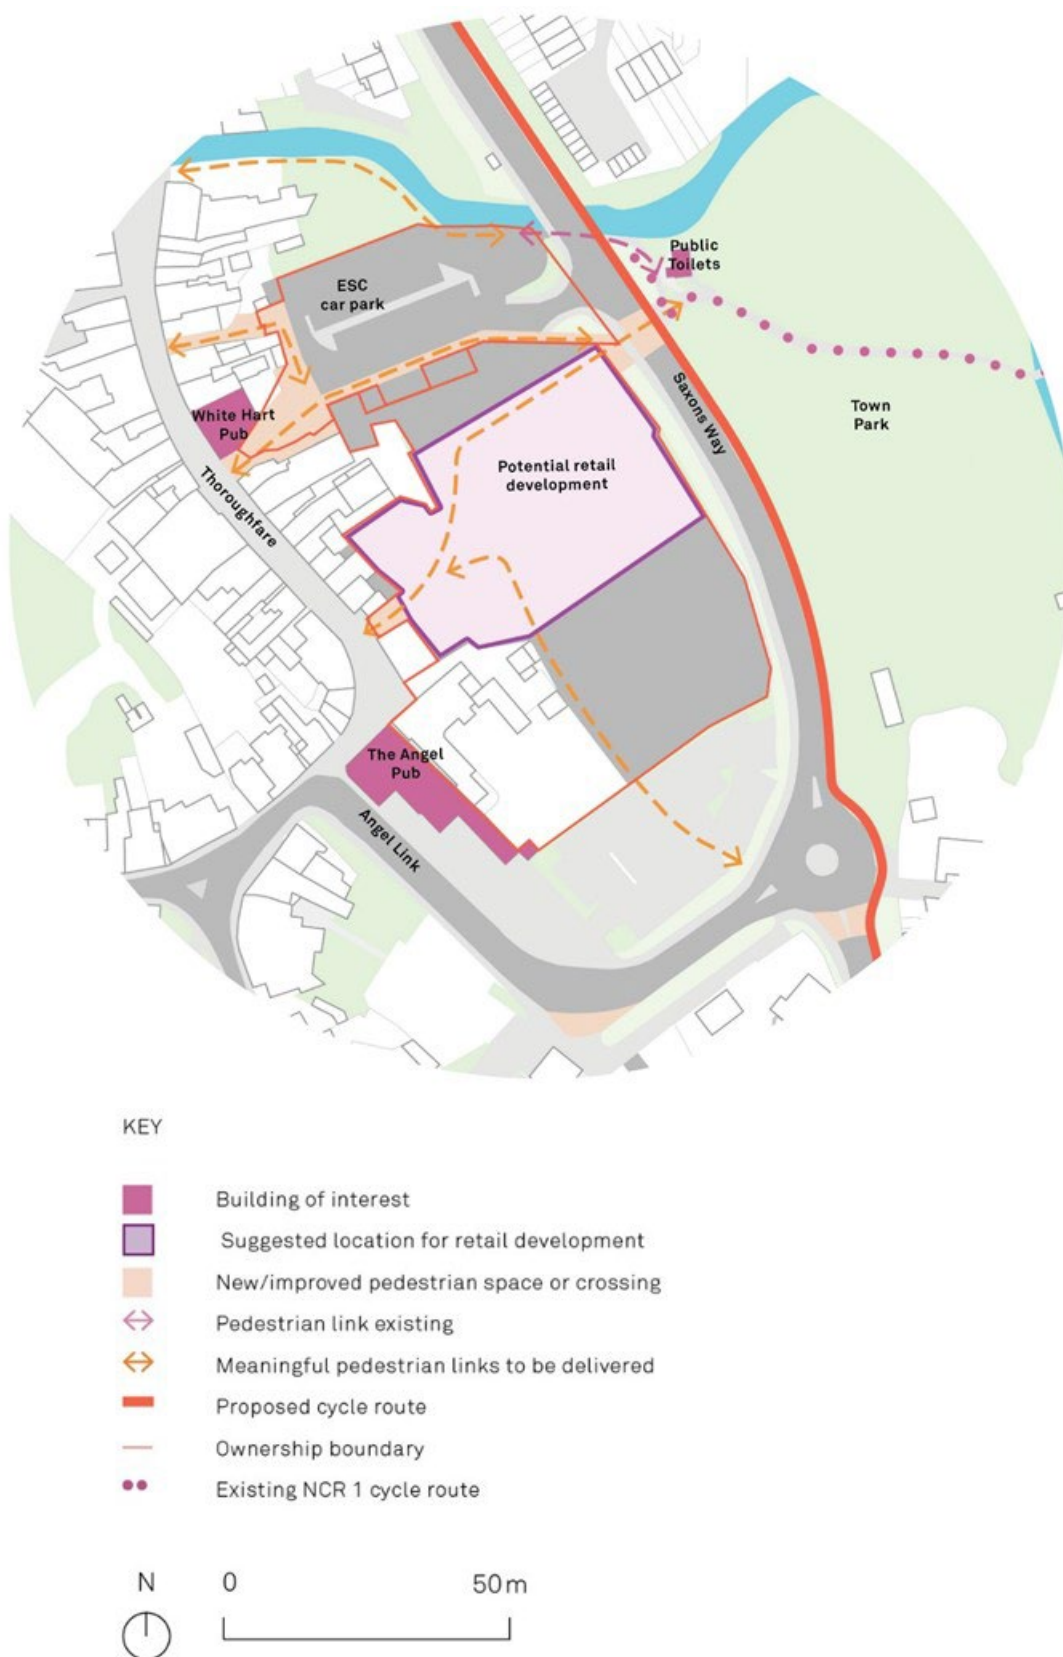 Public
Toilets
ESC
car park
Saxons Way
Town
Park
White Hart
Pub
Potential retail
development
Thoroughfare
The Angel
Pub
Angel Link
KEY
Building of interest
Suggested location for retail development
New/improved pedestrian space or crossing
Pedestrian link existing
Meaningful pedestrian links to be delivered
Proposed cycle route
Ownership boundary
Existing NCR 1 cycle route
N 0 50m